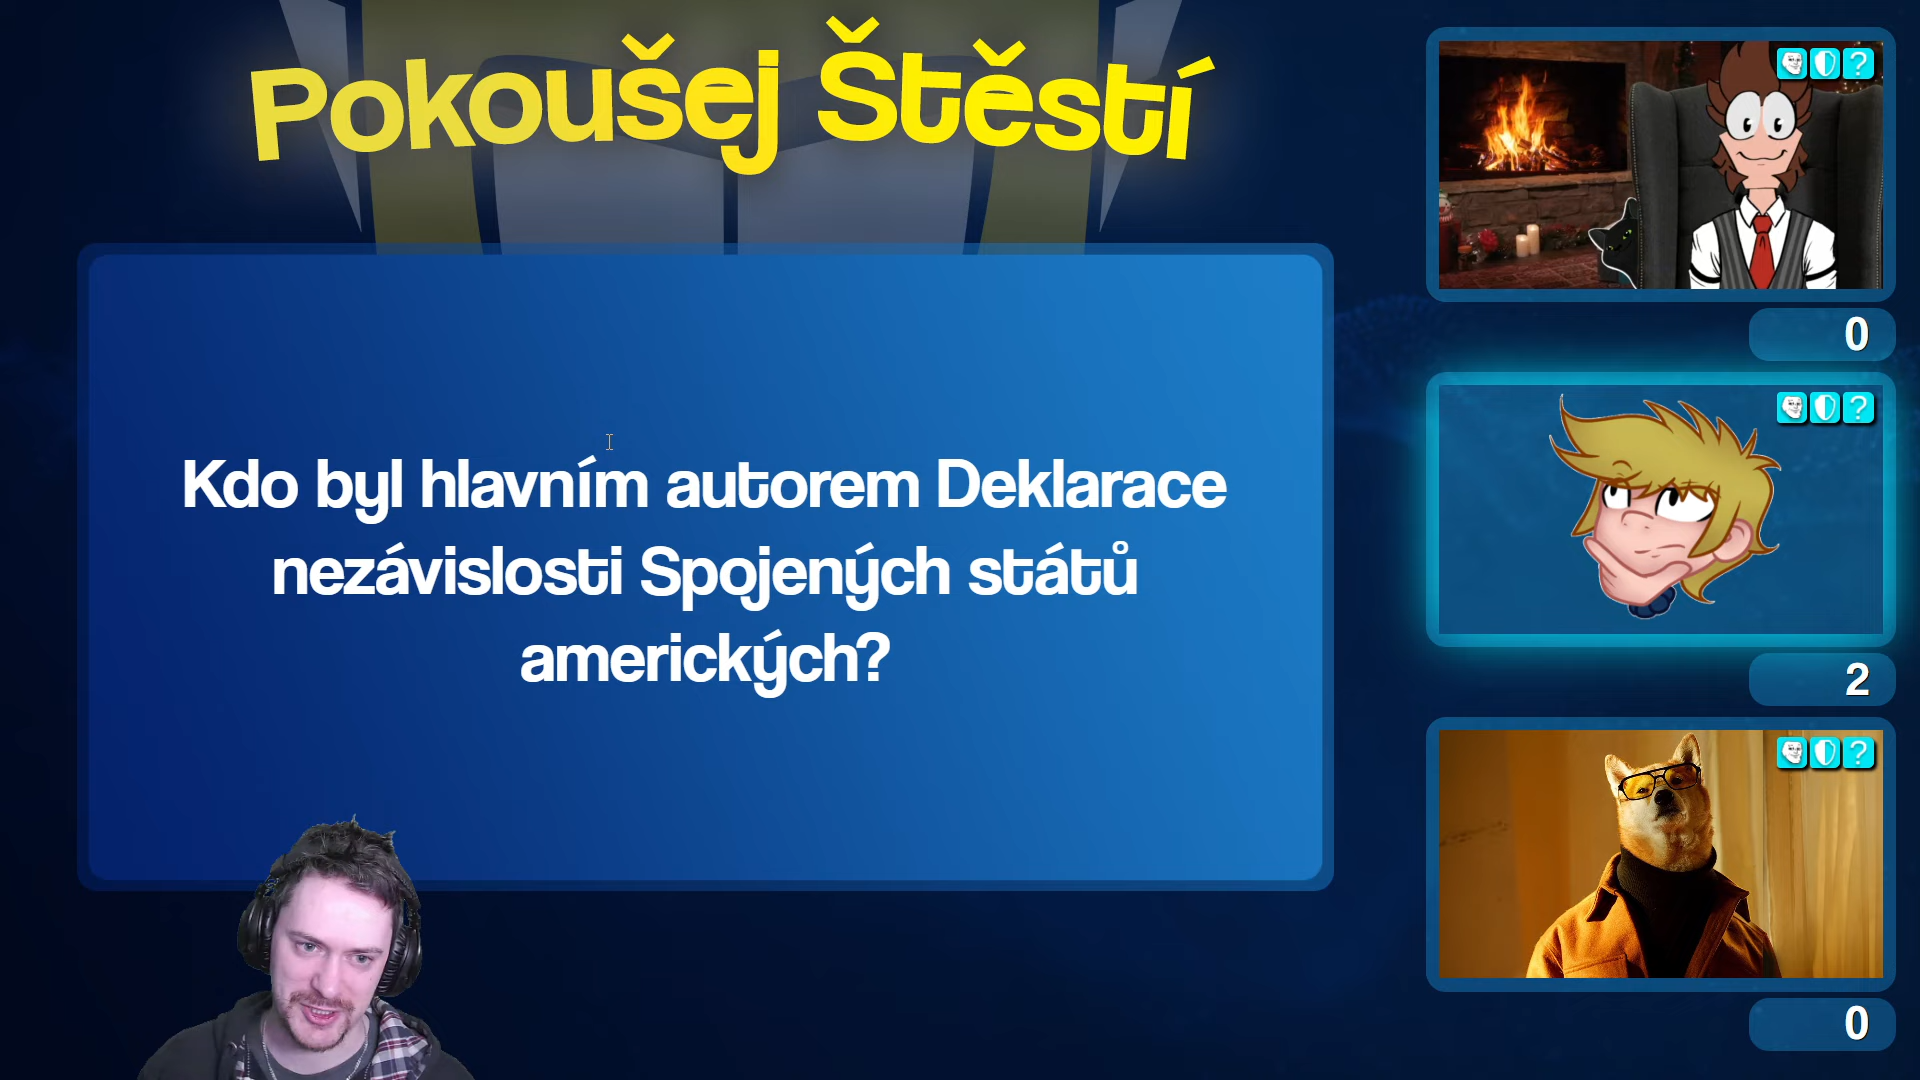 Pokoušej Štěstí
Kdo byl hlavním autorem Deklarace
nezávislosti Spojených států
amerických?
?
0
?
2
?
0